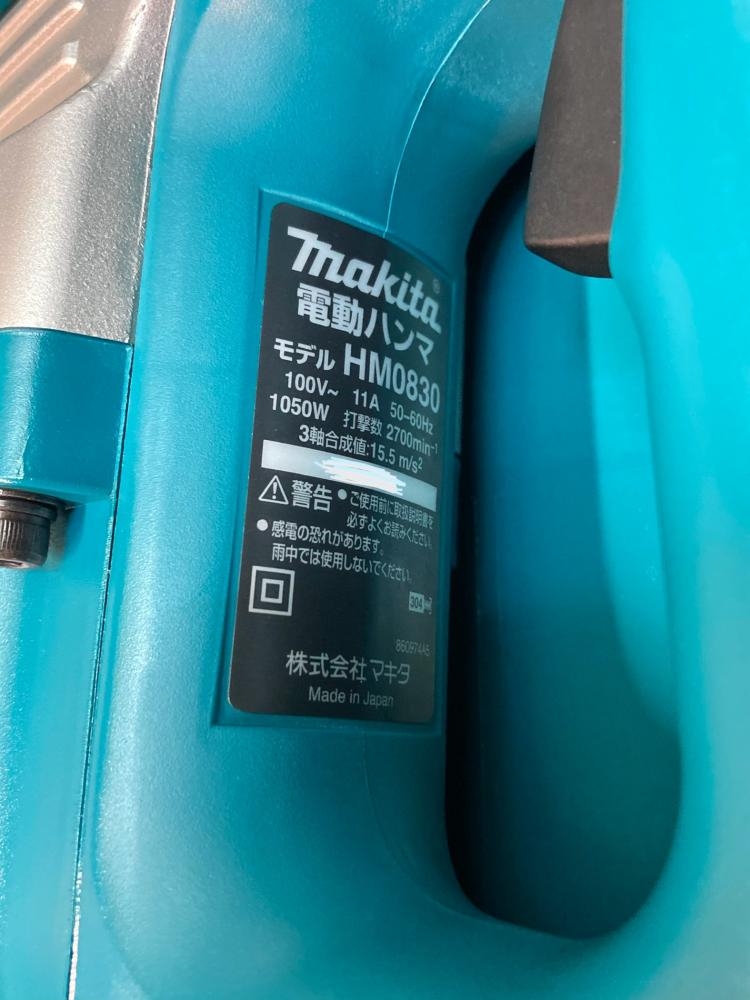 makita®
電動ハンマ
モデル HM0830
100V~ 11A 50-60Hz
1050W 打撃数 2700min⁻¹
3軸合成値:15.5 m/s²
⚠警告 ●ご使用前に取扱説明書を
必ずよくお読みください。
●感電の恐れがあります。
雨中では使用しないでください。
304
860974A5
株式会社 マキタ
Made in Japan